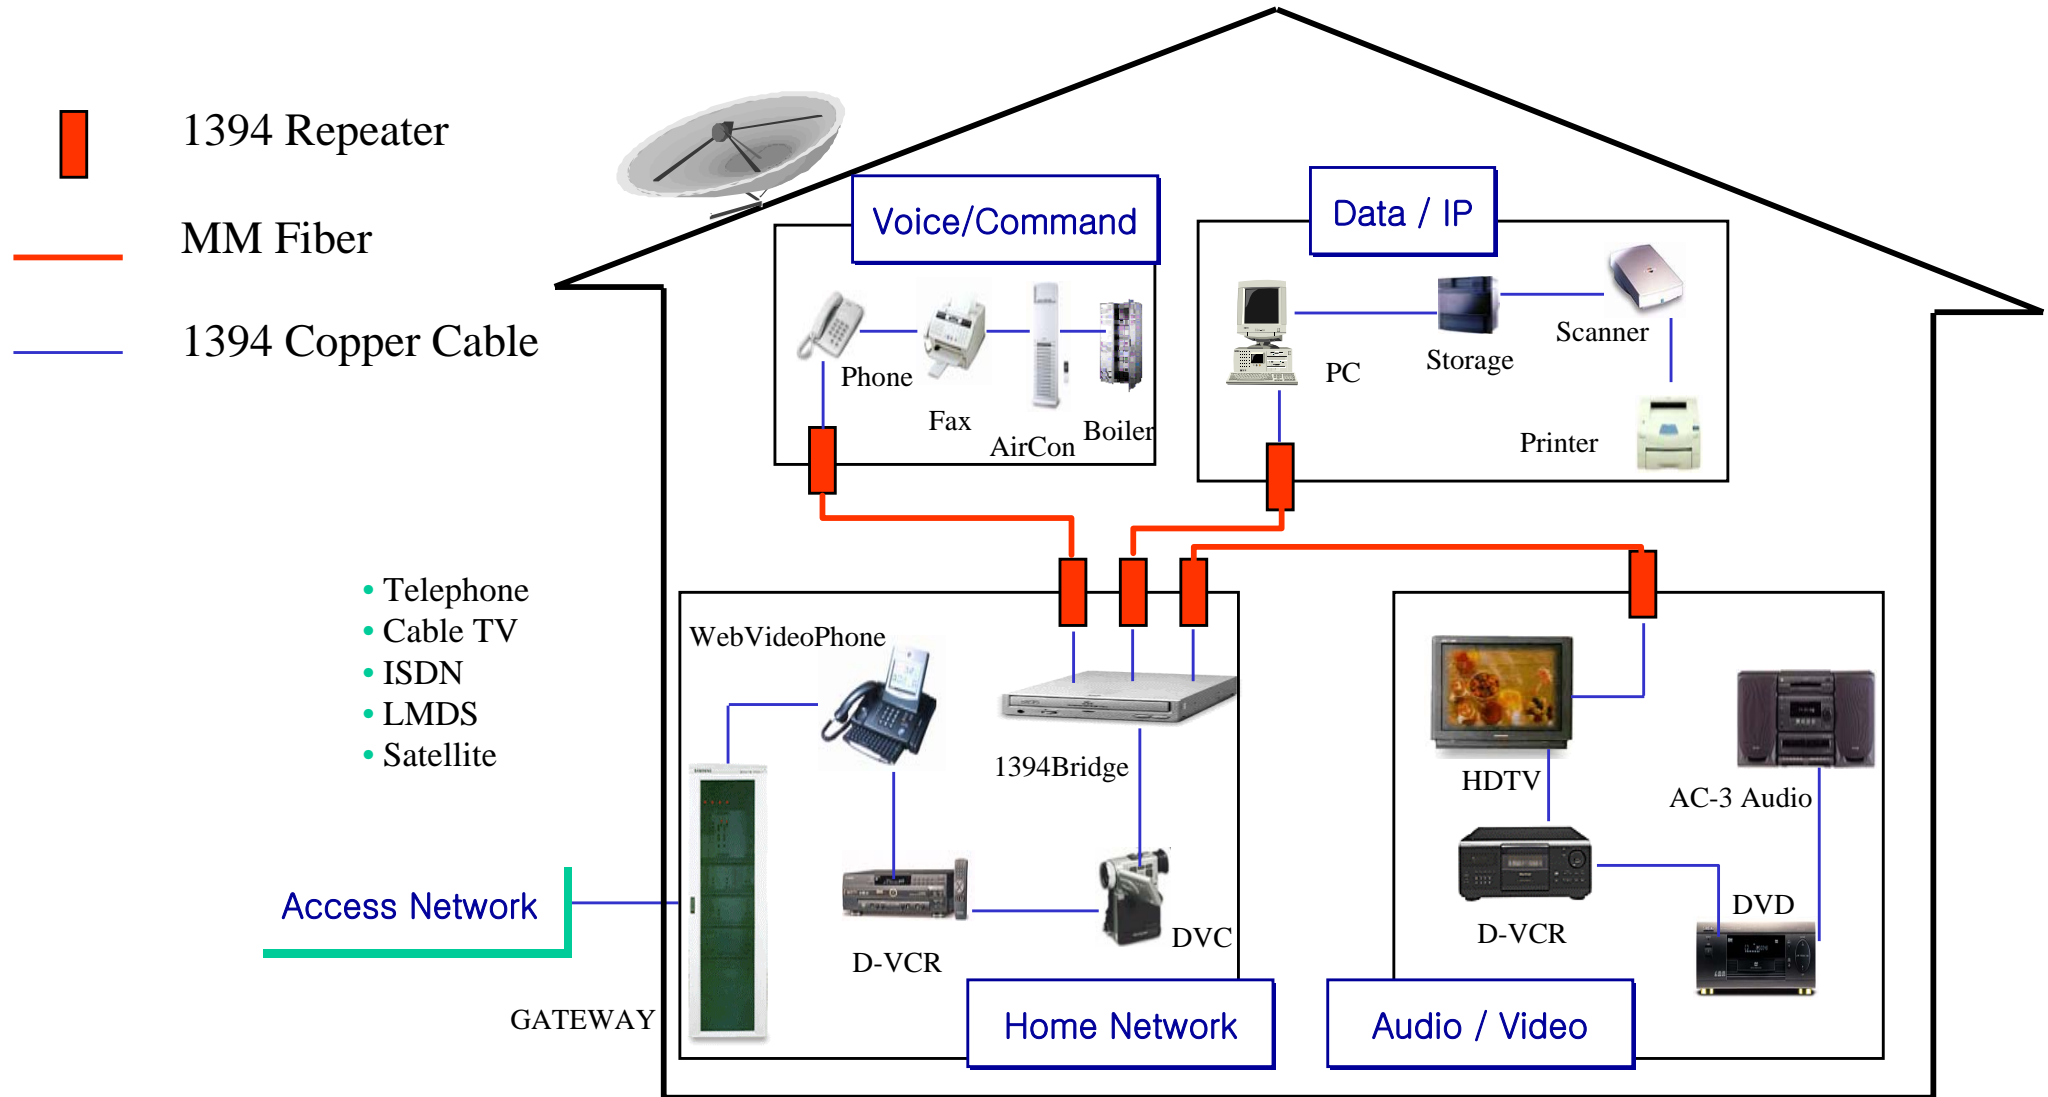 1394 Repeater
MM Fiber
1394 Copper Cable
Voice/Command
Data / IP
Phone
Fax
AirCon
Boiler
PC
Storage
Scanner
Printer
• Telephone
• Cable TV
• ISDN
• LMDS
• Satellite
Access Network
GATEWAY
WebVideoPhone
1394Bridge
D-VCR
DVC
Home Network
HDTV
AC-3 Audio
D-VCR
DVD
Audio / Video